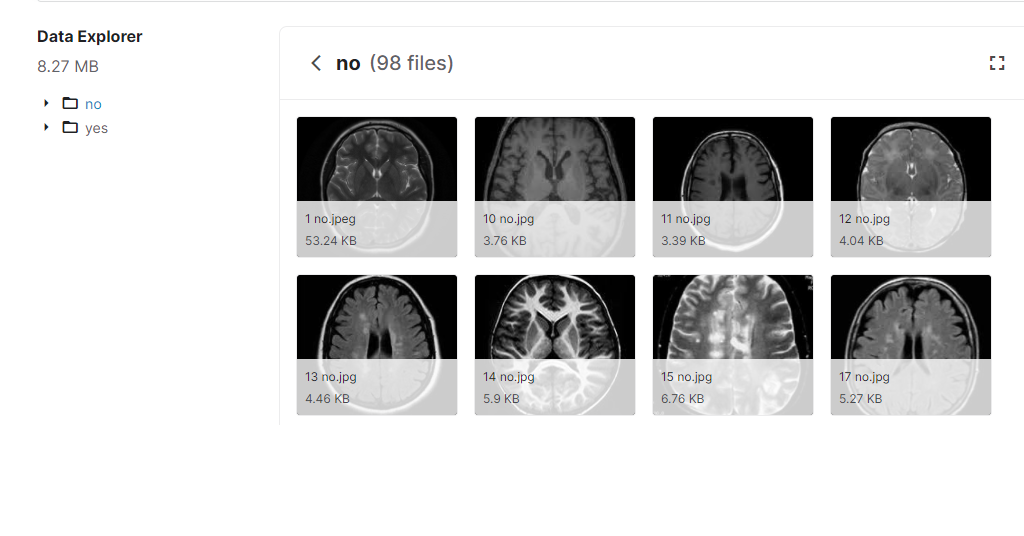 Data Explorer
8.27 MB
no
yes
no (98 files)
1 no.jpeg
53.24 KB
10 no.jpg
3.76 KB
11 no.jpg
3.39 KB
12 no.jpg
4.04 KB
13 no.jpg
4.46 KB
14 no.jpg
5.9 KB
15 no.jpg
6.76 KB
17 no.jpg
5.27 KB